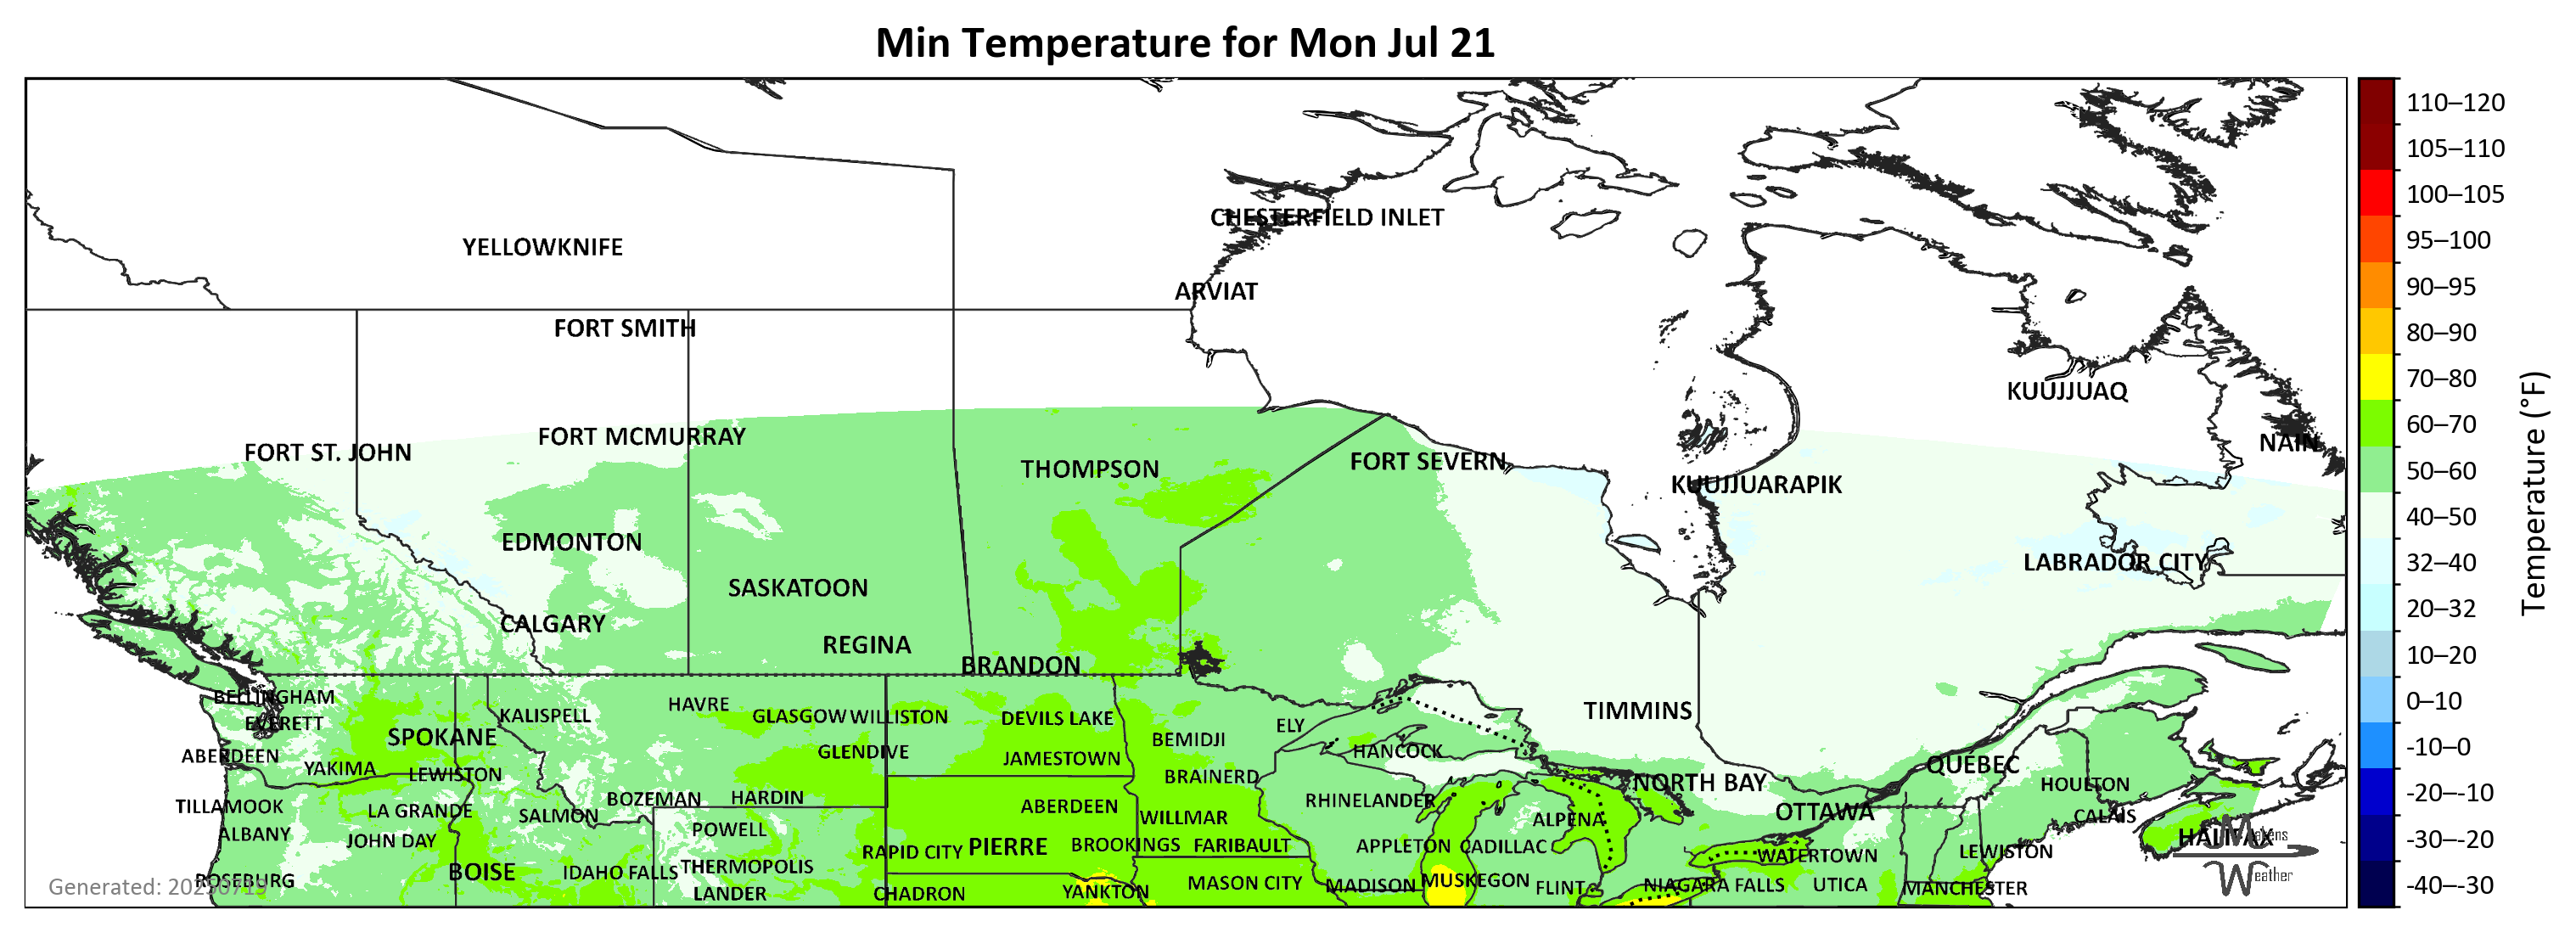 Min Temperature for Mon Jul 21
CHESTERFIELD INLET
YELLOWKNIFE
ARVIAT
FORT SMITH
KUUJJUAQ
FORT MCMURRAY
FORT ST. JOHN
NAIN
FORT SEVERN
THOMPSON
KUUJJUARAPIK
EDMONTON
LABRADOR CITY
SASKATOON
CALGARY
REGINA
BRANDON
BELLINGHAM
HAVRE
TIMMINS
KALISPELL
GLASGOW
WILLISTON
DEVILS LAKE
EVERETT
ELY
SPOKANE
BEMIDJI
HANCOCK
ABERDEEN
GLENDIVE
JAMESTOWN
QUÉBEC
YAKIMA
LEWISTON
BRAINERD
NORTH BAY
HOULTON
BOZEMAN
HARDIN
RHINELANDER
TILLAMOOK
LA GRANDE
SALMON
ABERDEEN
WILLMAR
ALPENA
OTTAWA
CALAIS
ALBANY
JOHN DAY
POWELL
HALIFAX
RAPID CITY
PIERRE
BROOKINGS
FARIBAULT
APPLETON
CADILLAC
WATERTOWN
LEWISTON
BOISE
IDAHO FALLS
THERMOPOLIS
ROSEBURG
MASON CITY
MADISON
MUSKEGON
FLINT
NIAGARA FALLS
UTICA
MANCHESTER
LANDER
CHADRON
YANKTON
Generated: 20250719
Makens
Weather
110–120
105–110
100–105
95–100
90–95
80–90
70–80
60–70
50–60
40–50
32–40
20–32
10–20
0–10
-10–0
-20–-10
-30–-20
-40–-30
Temperature (°F)